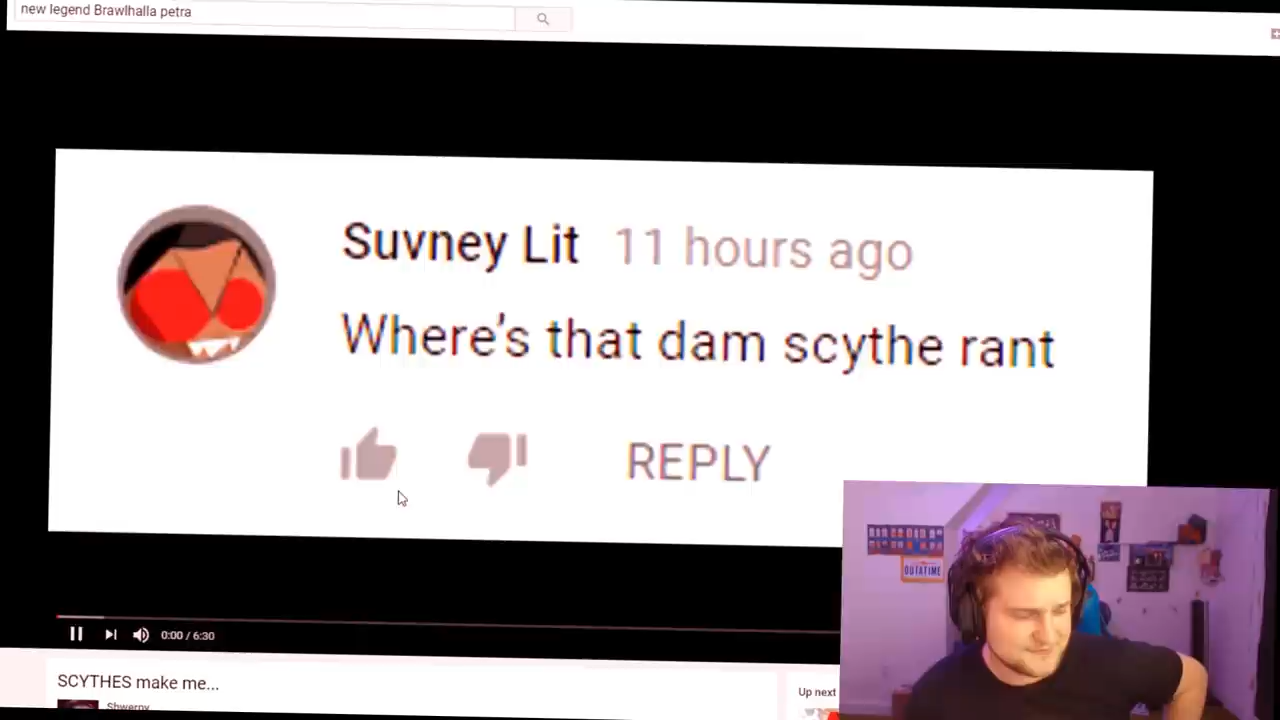 new legend Brawlhalla petra
Suvney Lit 11 hours ago
Where's that dam scythe rant
REPLY
OUTATIME
0:00 / 6:30
SCYTHES make me...
Up next
Shwerpy